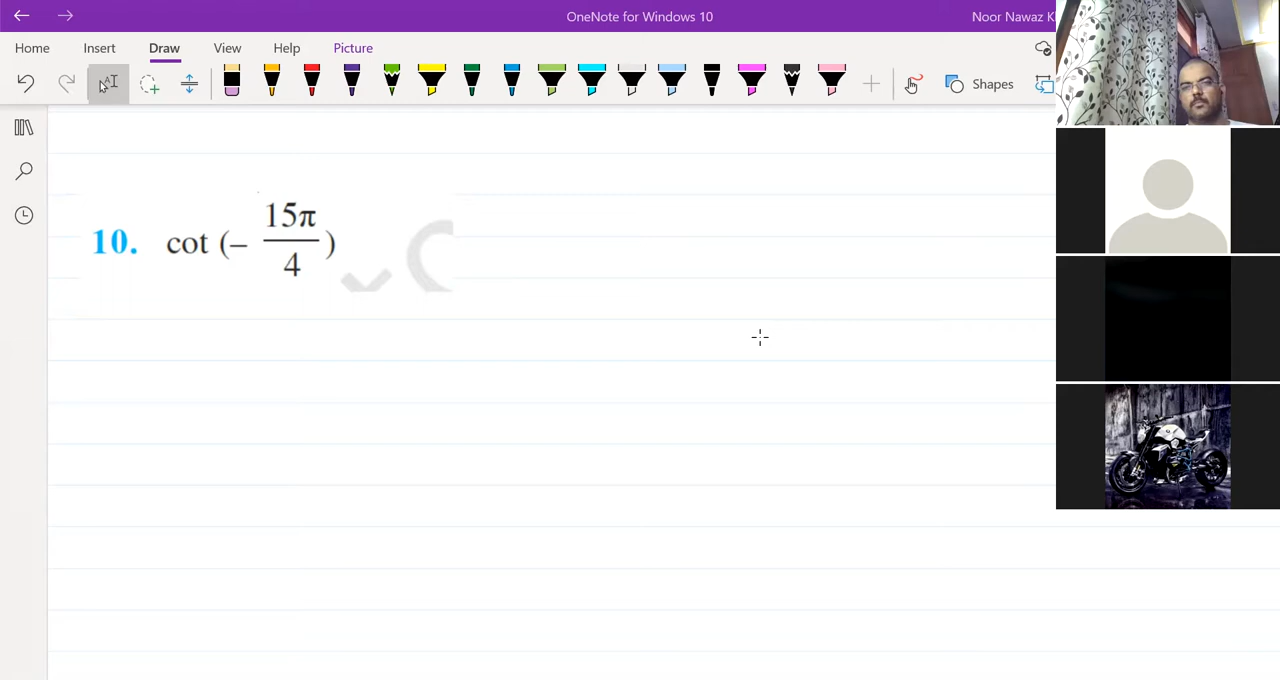 OneNote for Windows 10
Noor Nawaz K
Home Insert Draw View Help Picture
Shapes
10. cot (– 15π/4)